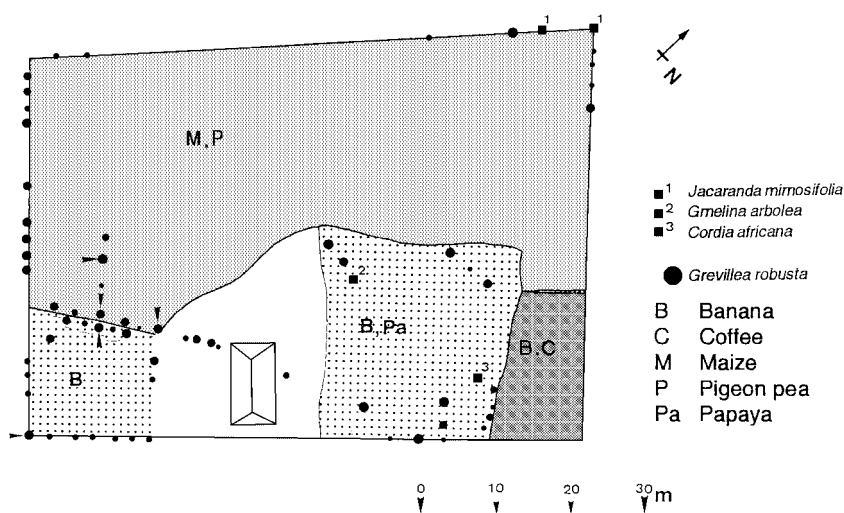 1 1
N
M,P
1 Jacaranda mimosifolia
2 Gmelina arbolea
3 Cordia africana
Grevillea robusta
2
B,Pa
B,C
3
B
B Banana
C Coffee
M Maize
P Pigeon pea
Pa Papaya
0 10 20 30 m